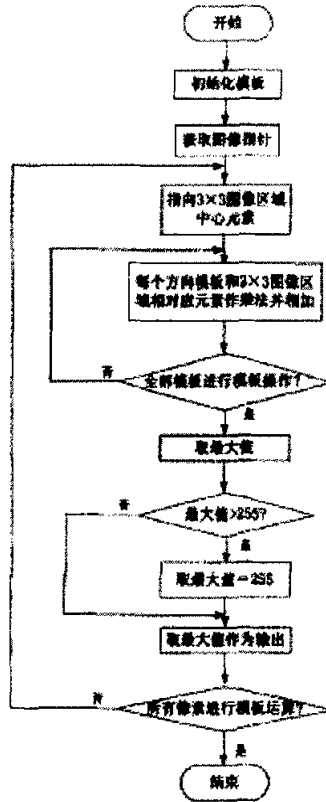 开始
初始化模板
获取图像指针
指向3×3图像区域
中心元素
每个方向模板和3×3图像区
域相对应元素作乘法并相加
否
全部模板进行模板操作?
是
取最大值
否
最大值>255?
是
取最大值=255
取最大值作为输出
否
所有像素进行模板运算?
是
结束